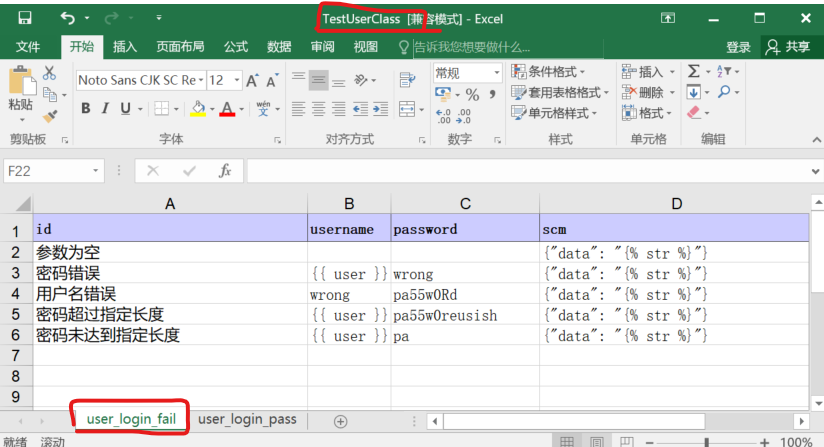 TestUserClass [兼容模式] - Excel
文件 开始 插入 页面布局 公式 数据 审阅 视图 告诉我您想要做什么... 登录 共享
粘贴
Noto Sans CJK SC Re 12 A A
B I U A wén 文
常规
% ,
.0 .00
.00 .0
条件格式
套用表格格式
单元格样式
插入
删除
格式
Σ A Z
剪贴板 字体 对齐方式 数字 样式 单元格 编辑
F22 fx
A B C D
1 id username password scm
2 参数为空 {"data": "{% str %}"}
3 密码错误 {{ user }} wrong {"data": "{% str %}"}
4 用户名错误 wrong pa55w0Rd {"data": "{% str %}"}
5 密码超过指定长度 {{ user }} pa55w0reusish {"data": "{% str %}"}
6 密码未达到指定长度 {{ user }} pa {"data": "{% str %}"}
7
8
9
user_login_fail user_login_pass
就绪 滚动 100%